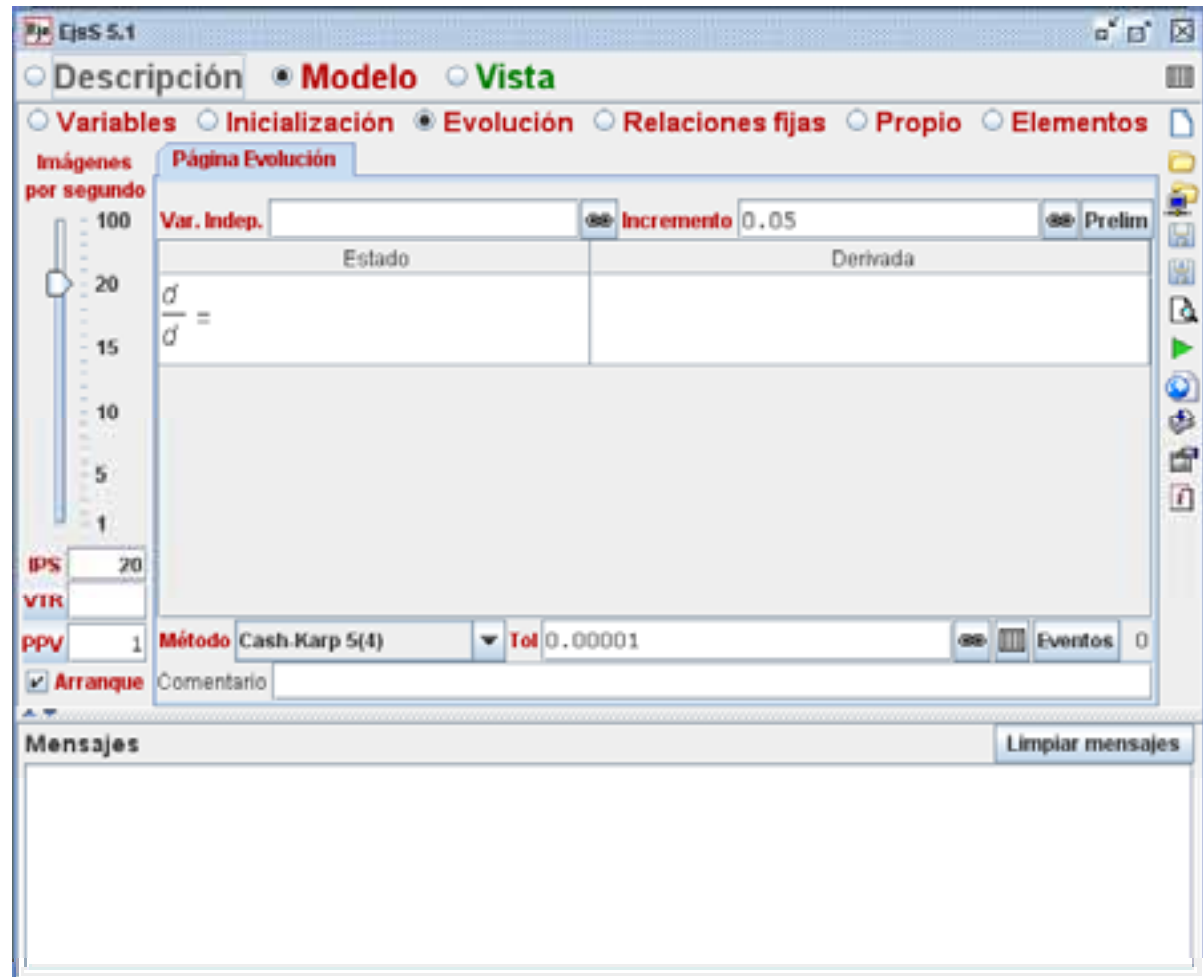 EjsS 5.1
Descripción Modelo Vista
Variables Inicialización Evolución Relaciones fijas Propio Elementos
Imágenes
por segundo
Página Evolución
100
20
15
10
5
1
Var. Indep. Incremento 0.05 Prelim
Estado Derivada
d
d =
IPS 20
VTR
PPV 1
Método Cash-Karp 5(4) Tol 0.00001 Eventos 0
Arranque Comentario
Mensajes Limpiar mensajes